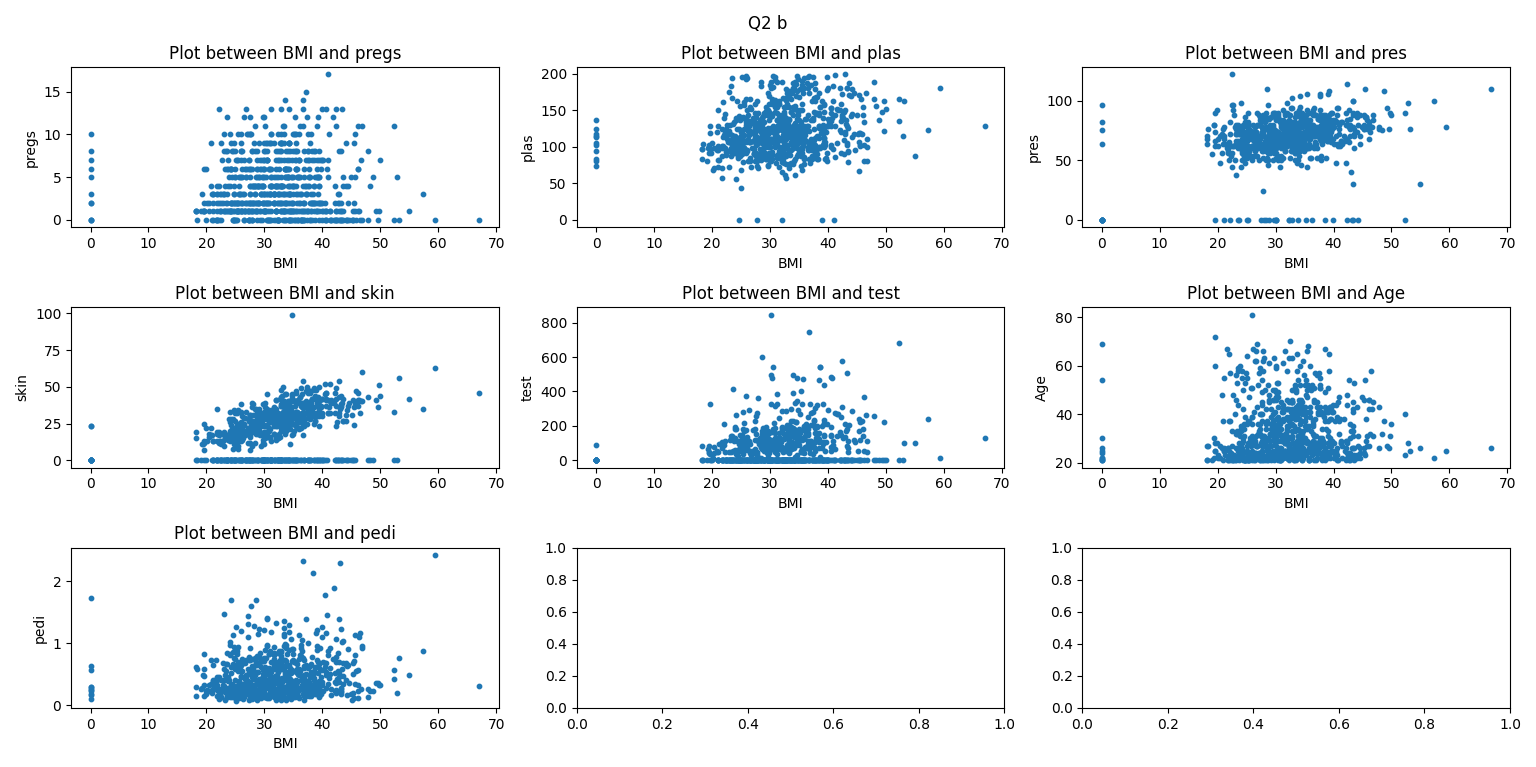 Q2 b
Plot between BMI and pregs
pregs
15
10
5
0
0 10 20 30 40 50 60 70
BMI
Plot between BMI and plas
plas
200
150
100
50
0
0 10 20 30 40 50 60 70
BMI
Plot between BMI and pres
pres
100
50
0
0 10 20 30 40 50 60 70
BMI
Plot between BMI and skin
skin
100
75
50
25
0
0 10 20 30 40 50 60 70
BMI
Plot between BMI and test
test
800
600
400
200
0
0 10 20 30 40 50 60 70
BMI
Plot between BMI and Age
Age
80
60
40
20
0 10 20 30 40 50 60 70
BMI
Plot between BMI and pedi
pedi
2
1
0
0 10 20 30 40 50 60 70
BMI
1.0
0.8
0.6
0.4
0.2
0.0
0.0 0.2 0.4 0.6 0.8 1.0
1.0
0.8
0.6
0.4
0.2
0.0
0.0 0.2 0.4 0.6 0.8 1.0